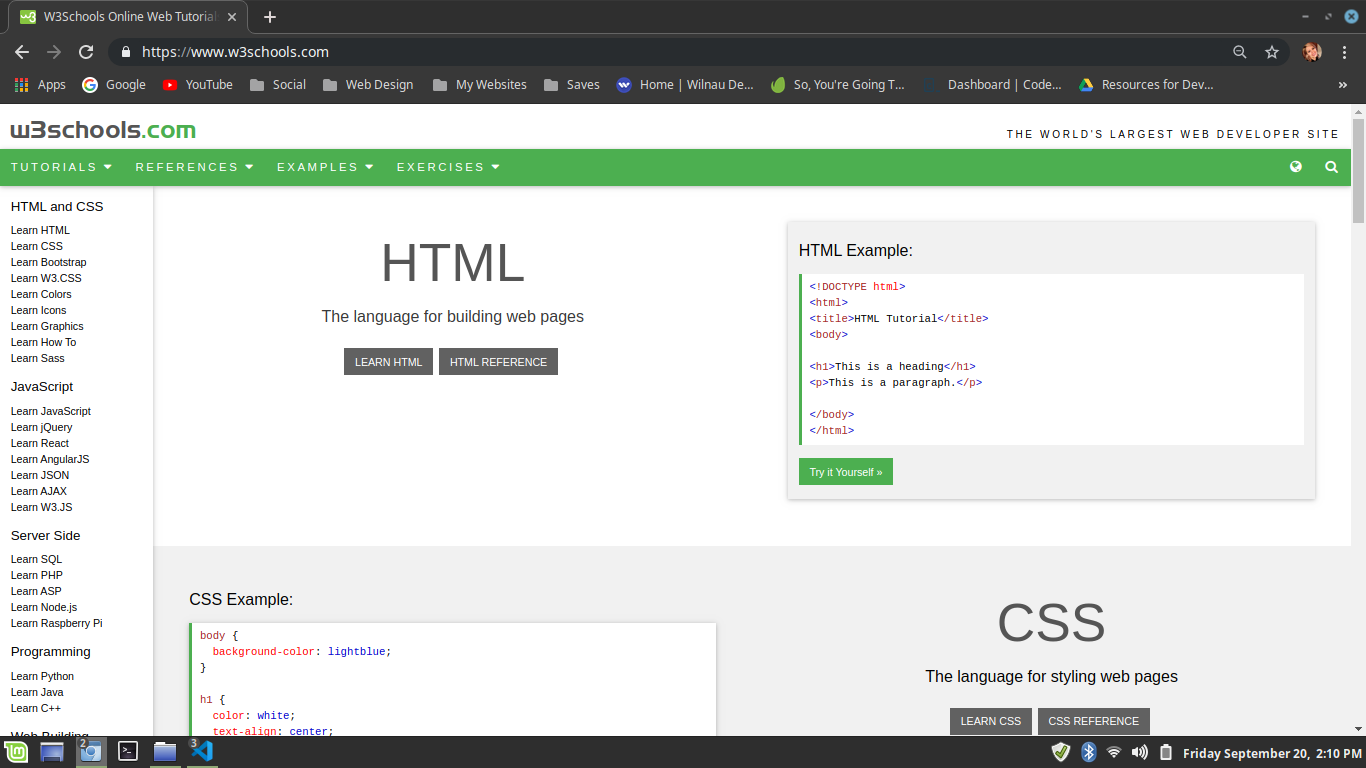 W3Schools Online Web Tutorial
https://www.w3schools.com
Apps Google YouTube Social Web Design My Websites Saves Home | Wilnau De... So, You're Going T... Dashboard | Code... Resources for Dev... »
w3schools.com
THE WORLD'S LARGEST WEB DEVELOPER SITE
TUTORIALS REFERENCES EXAMPLES EXERCISES
HTML and CSS
Learn HTML
Learn CSS
Learn Bootstrap
Learn W3.CSS
Learn Colors
Learn Icons
Learn Graphics
Learn How To
Learn Sass
JavaScript
Learn JavaScript
Learn jQuery
Learn React
Learn AngularJS
Learn JSON
Learn AJAX
Learn W3.JS
Server Side
Learn SQL
Learn PHP
Learn ASP
Learn Node.js
Learn Raspberry Pi
Programming
Learn Python
Learn Java
Learn C++
Web Building
HTML
The language for building web pages
LEARN HTML HTML REFERENCE
HTML Example:
<!DOCTYPE html>
<html>
<title>HTML Tutorial</title>
<body>
<h1>This is a heading</h1>
<p>This is a paragraph.</p>
</body>
</html>
Try it Yourself »
CSS Example:
body {
background-color: lightblue;
}
h1 {
color: white;
text-align: center;
CSS
The language for styling web pages
LEARN CSS CSS REFERENCE
2 3
Friday September 20, 2:10 PM